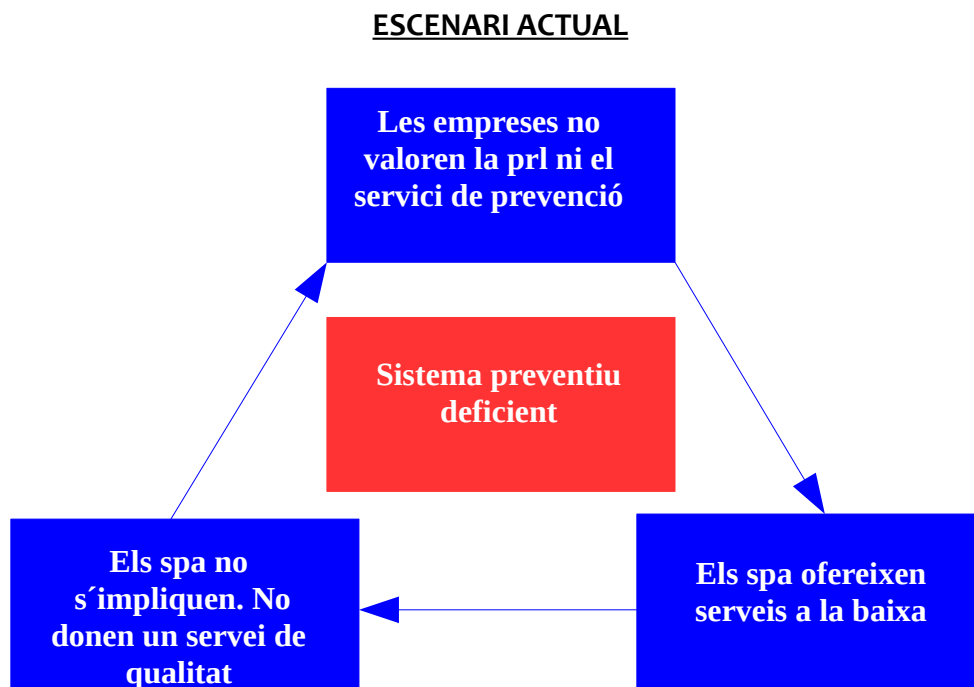 ESCENARI ACTUAL
Les empreses no
valoren la prl ni el
servici de prevenció
Sistema preventiu
deficient
Els spa no
s´impliquen. No
donen un servei de
qualitat
Els spa ofereixen
serveis a la baixa